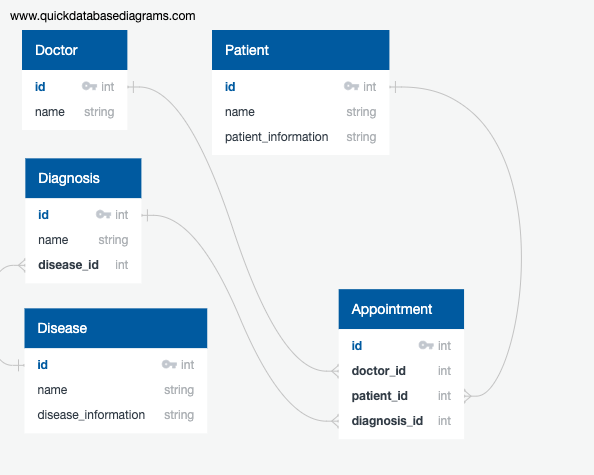 www.quickdatabasediagrams.com
Doctor
id int
name string
Patient
id int
name string
patient_information string
Diagnosis
id int
name string
disease_id int
Disease
id int
name string
disease_information string
Appointment
id int
doctor_id int
patient_id int
diagnosis_id int